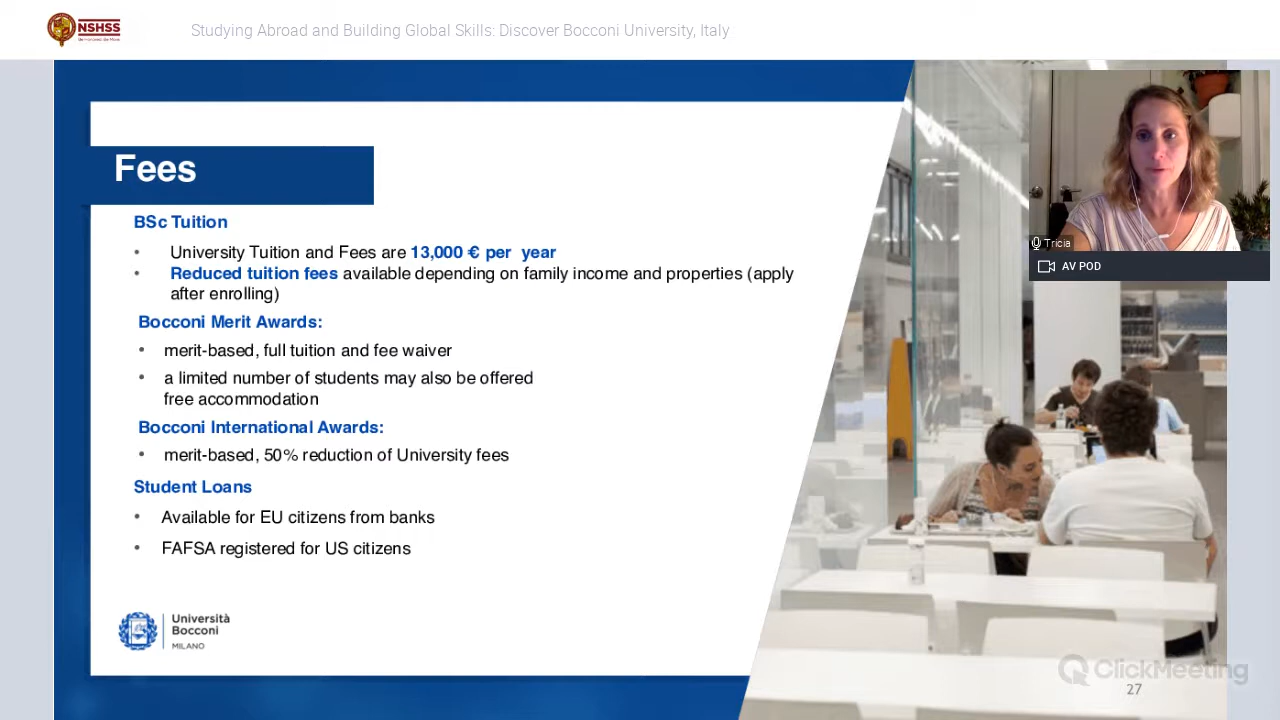 NSHSS
Studying Abroad and Building Global Skills: Discover Bocconi University, Italy
Fees
BSc Tuition
• University Tuition and Fees are 13,000 € per year
• Reduced tuition fees available depending on family income and properties (apply
after enrolling)
Bocconi Merit Awards:
• merit-based, full tuition and fee waiver
• a limited number of students may also be offered
free accommodation
Bocconi International Awards:
• merit-based, 50% reduction of University fees
Student Loans
• Available for EU citizens from banks
• FAFSA registered for US citizens
Università
Bocconi
MILANO
Tricia
AV POD
ClickMeeting
27